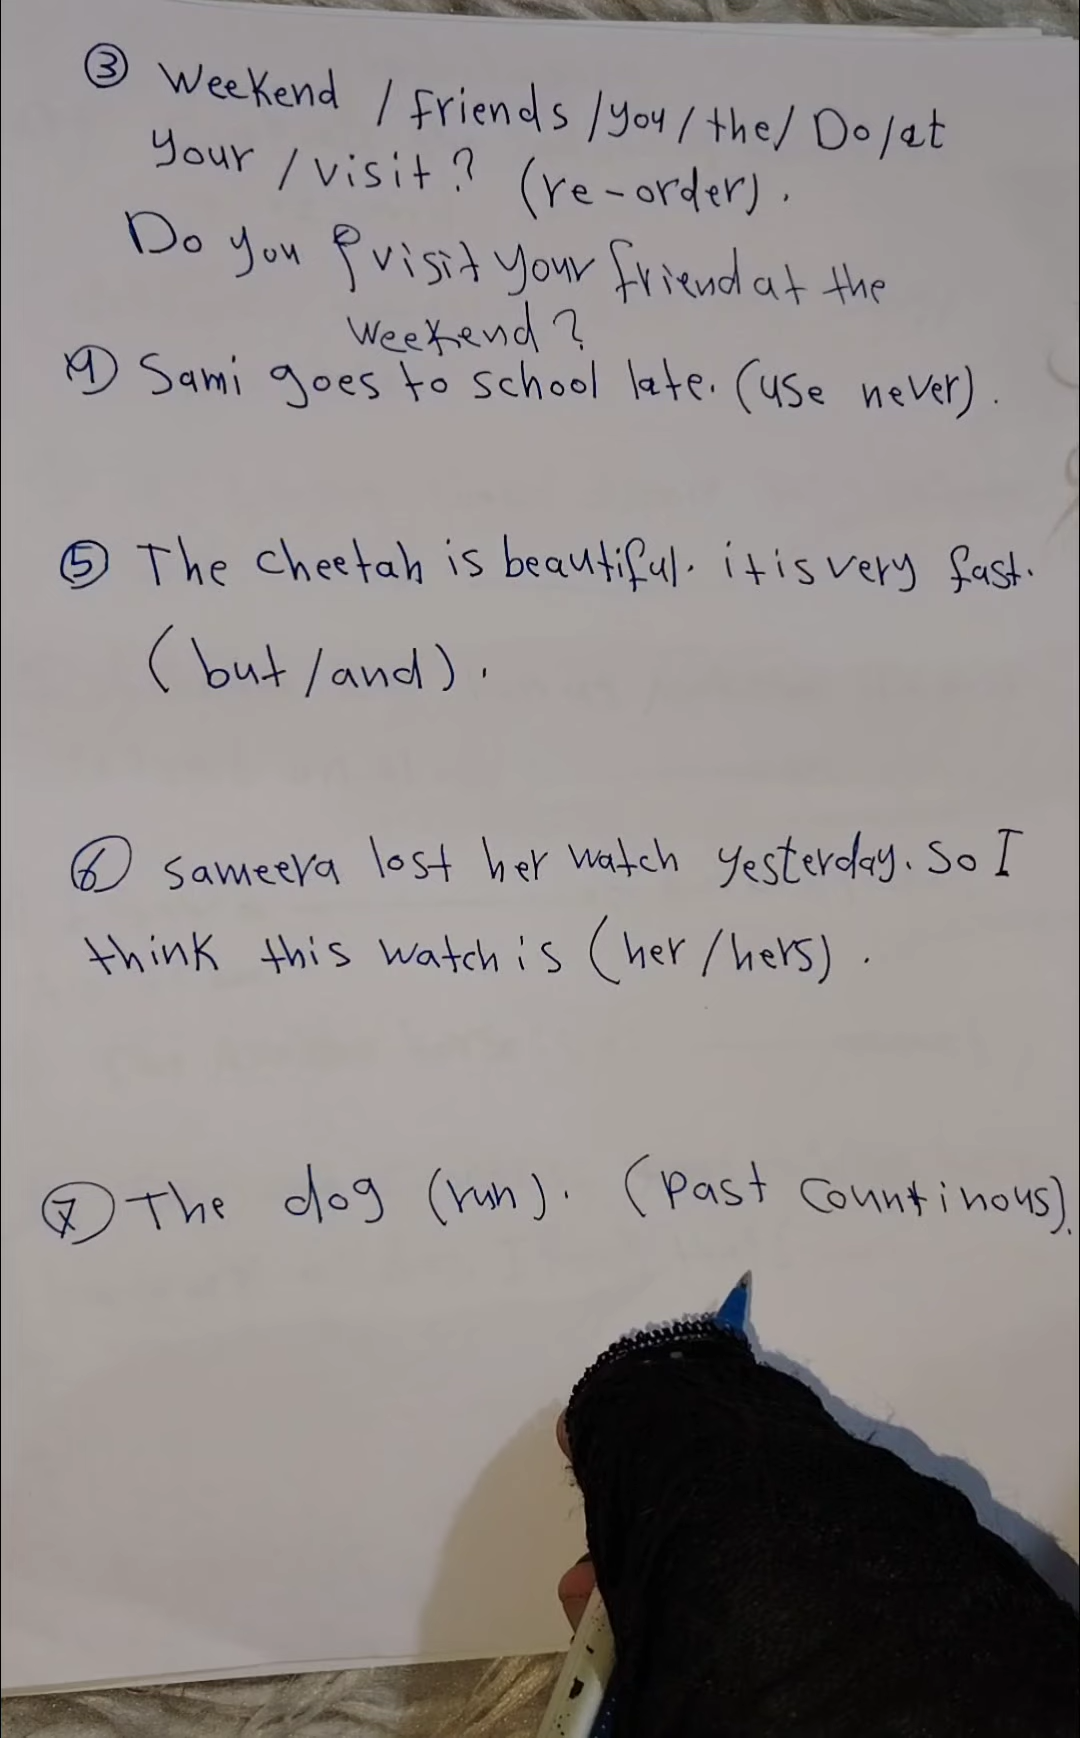 ③ Weekend / friends / you / the / Do / at
your / visit ? (re-order).
Do you visit your friend at the
weekend ?
④ Sami goes to school late. (use never).
⑤ The cheetah is beautiful. it is very fast.
(but / and).
⑥ sameera lost her watch yesterday. So I
think this watch is (her / hers).
⑦ The dog (run). (Past Countinous).